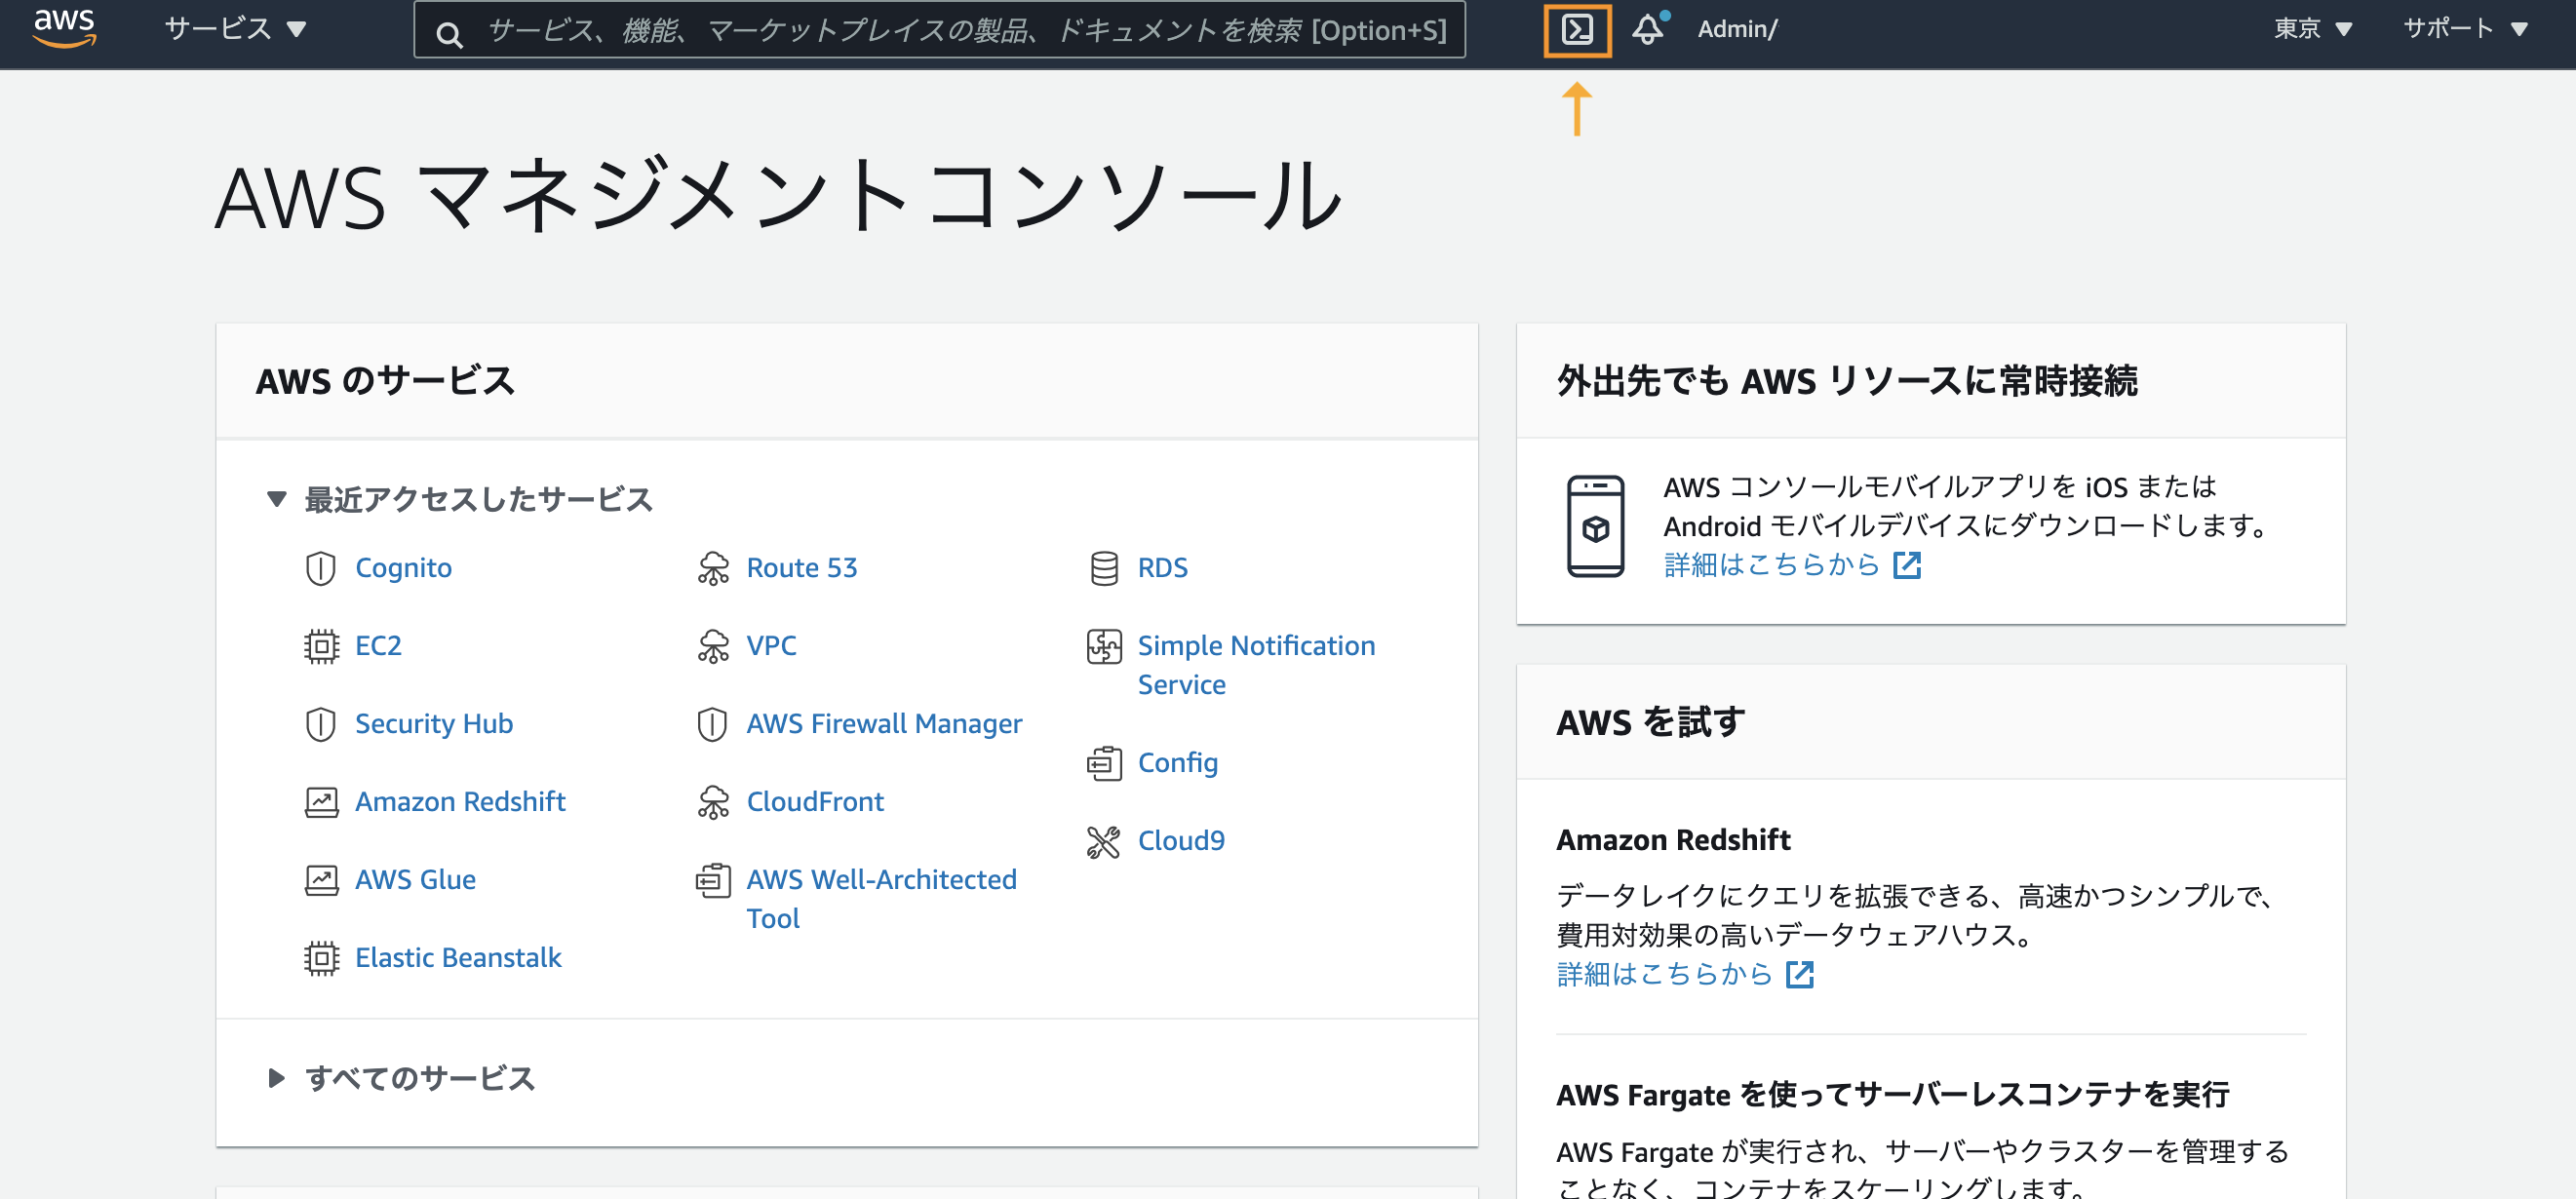 aws
サービス ▼
サービス、機能、マーケットプレイスの製品、ドキュメントを検索 [Option+S]
Admin/
東京 ▼
サポート ▼
AWS マネジメントコンソール
AWS のサービス
▼ 最近アクセスしたサービス
Cognito
EC2
Security Hub
Amazon Redshift
AWS Glue
Elastic Beanstalk
Route 53
VPC
AWS Firewall Manager
CloudFront
AWS Well-Architected
Tool
RDS
Simple Notification
Service
Config
Cloud9
▶ すべてのサービス
外出先でも AWS リソースに常時接続
AWS コンソールモバイルアプリを iOS または
Android モバイルデバイスにダウンロードします。
詳細はこちらから
AWS を試す
Amazon Redshift
データレイクにクエリを拡張できる、高速かつシンプルで、
費用対効果の高いデータウェアハウス。
詳細はこちらから
AWS Fargate を使ってサーバーレスコンテナを実行
AWS Fargate が実行され、サーバーやクラスターを管理する
ことなく、コンテナをスケーリングします。